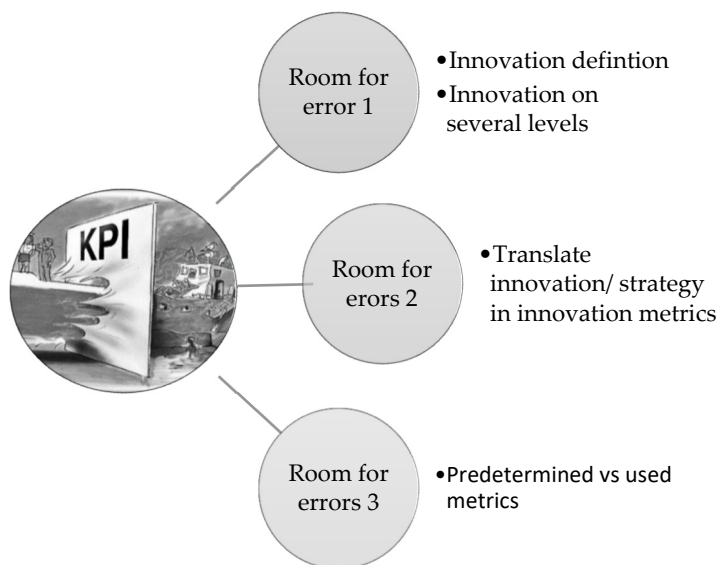 Room for
error 1
•Innovation defintion
•Innovation on
several levels
KPI
Room for
erors 2
•Translate
innovation/ strategy
in innovation metrics
Room for
errors 3
•Predetermined vs used
metrics